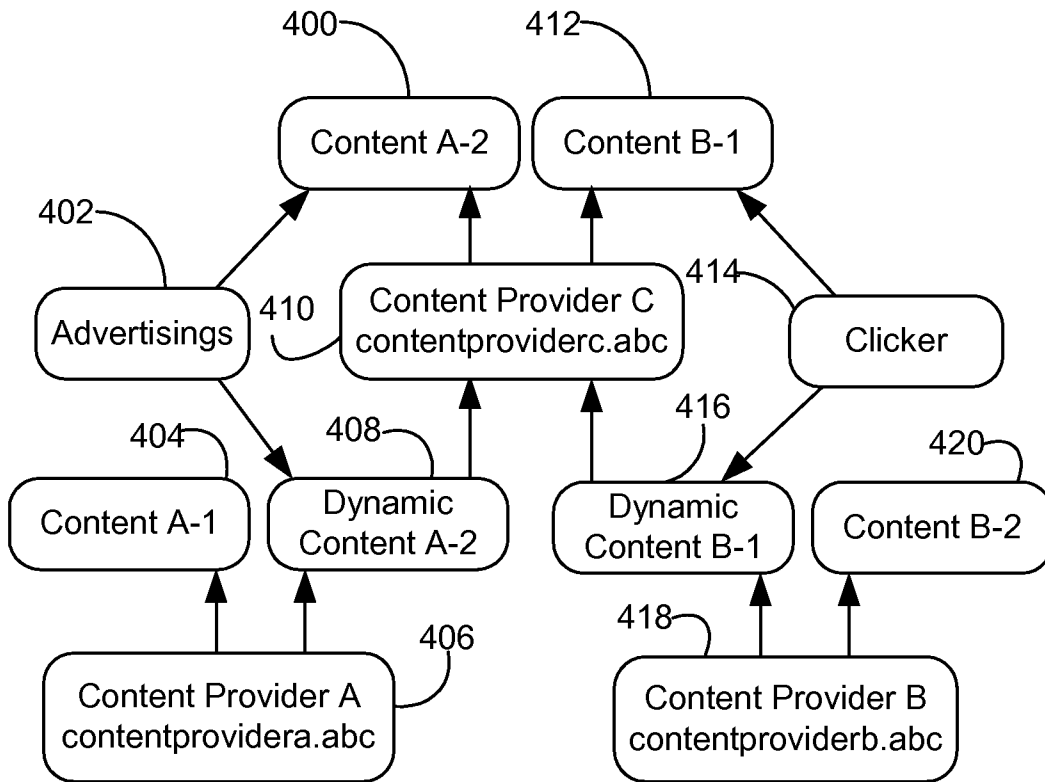 400
412
Content A-2
Content B-1
402
414
Advertisings
410
Content Provider C
contentproviderc.abc
Clicker
404
408
416
420
Content A-1
Dynamic
Content A-2
Dynamic
Content B-1
Content B-2
406
418
Content Provider A
contentprovidera.abc
Content Provider B
contentproviderb.abc